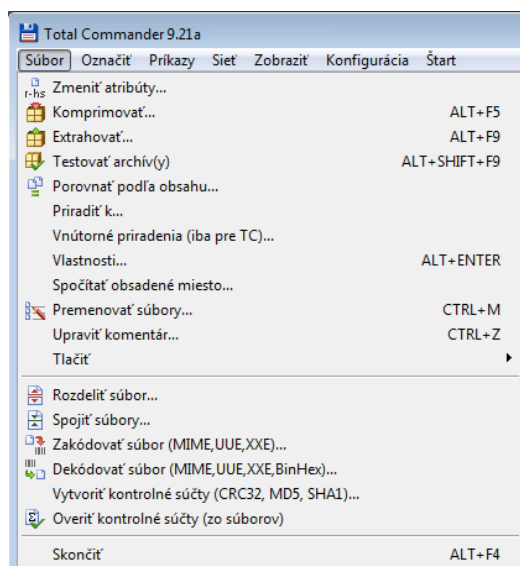 Total Commander 9.21a
Súbor Označiť Príkazy Sieť Zobraziť Konfigurácia Štart
r-hs Zmeniť atribúty...
Komprimovať... ALT+F5
Extrahovať... ALT+F9
Testovať archív(y) ALT+SHIFT+F9
Porovnať podľa obsahu...
Priradiť k...
Vnútorné priradenia (iba pre TC)...
Vlastnosti... ALT+ENTER
Spočítať obsadené miesto...
Premenovať súbory... CTRL+M
Upraviť komentár... CTRL+Z
Tlačiť
Rozdeliť súbor...
Spojiť súbory...
Zakódovať súbor (MIME,UUE,XXE)...
Dekódovať súbor (MIME,UUE,XXE,BinHex)...
Vytvoriť kontrolné súčty (CRC32, MD5, SHA1)...
Overiť kontrolné súčty (zo súborov)
Skončiť ALT+F4